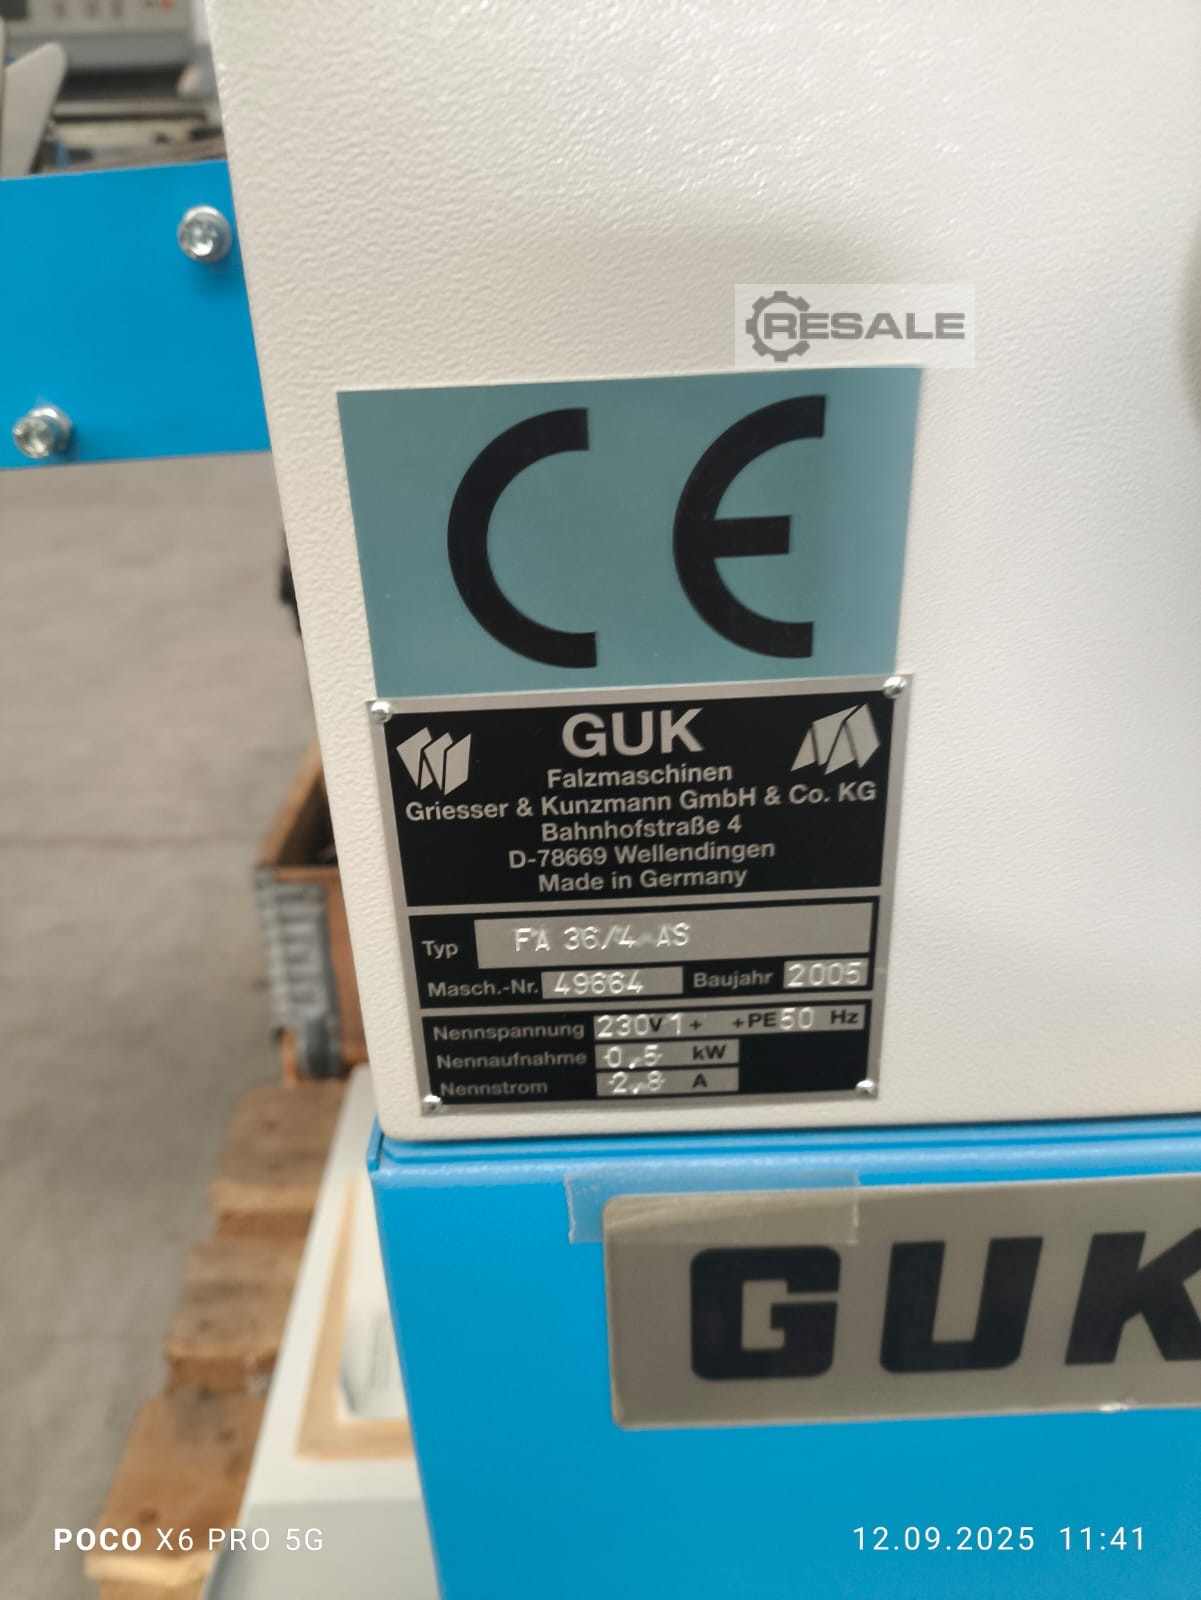 RESALE
CE
GUK
Falzmaschinen
Griesser & Kunzmann GmbH & Co. KG
Bahnhofstraße 4
D-78669 Wellendingen
Made in Germany
Typ FA 36/4 AS
Masch.-Nr. 49664 Baujahr 2005
Nennspannung 230V 1+ +PE 50 Hz
Nennaufnahme 0,5 kW
Nennstrom 2,8 A
GUK
POCO X6 PRO 5G
12.09.2025 11:41